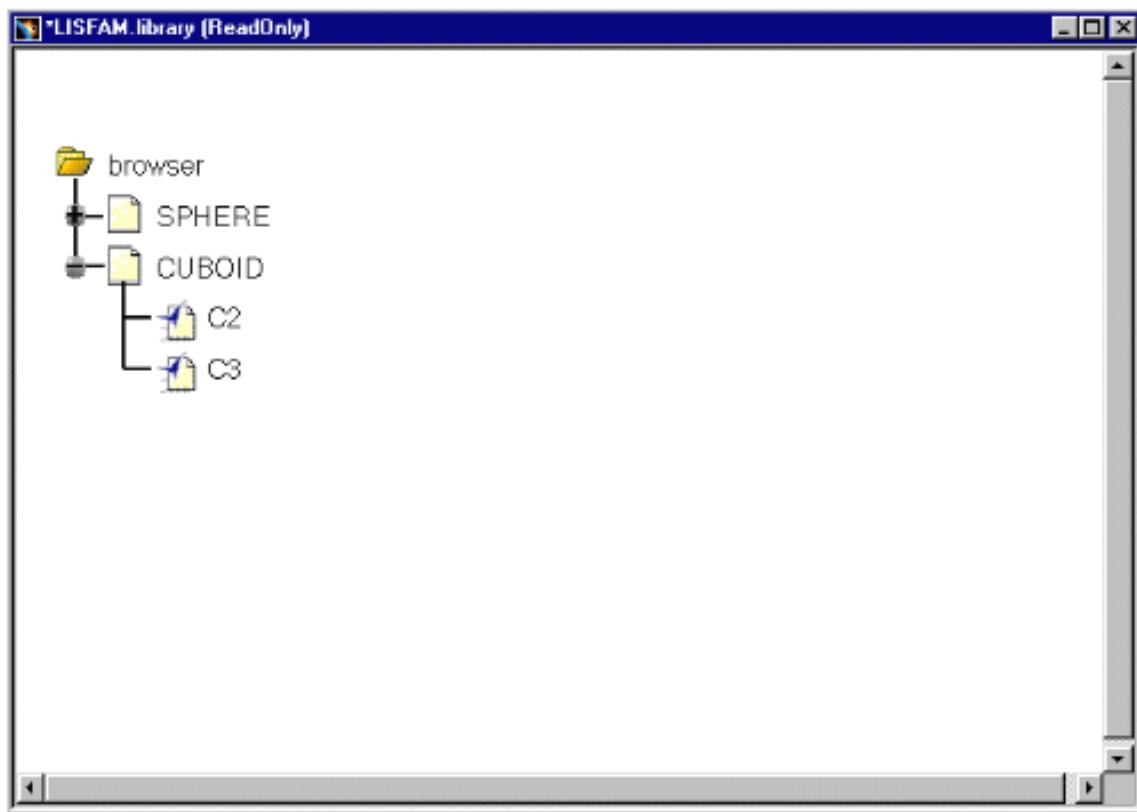 *LISFAM.library (ReadOnly)
browser
SPHERE
CUBOID
C2
C3